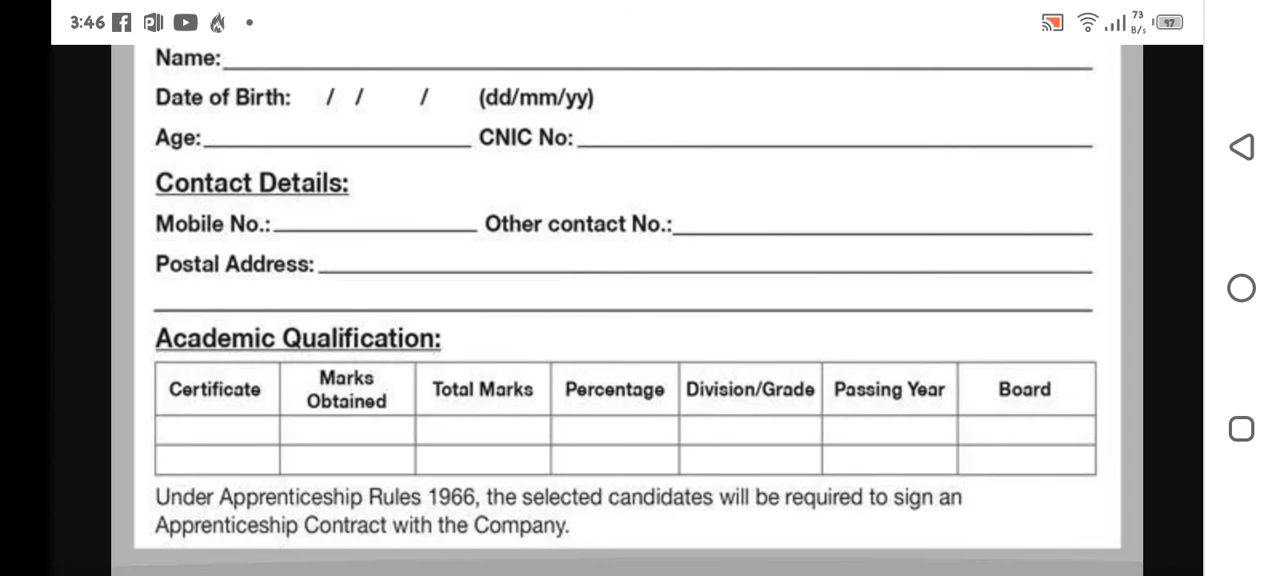 3:46 73 B/s 97
Name:
Date of Birth: / / / (dd/mm/yy)
Age: CNIC No:
Contact Details:
Mobile No.: Other contact No.:
Postal Address:
Academic Qualification:
Certificate Marks Obtained Total Marks Percentage Division/Grade Passing Year Board
Under Apprenticeship Rules 1966, the selected candidates will be required to sign an
Apprenticeship Contract with the Company.